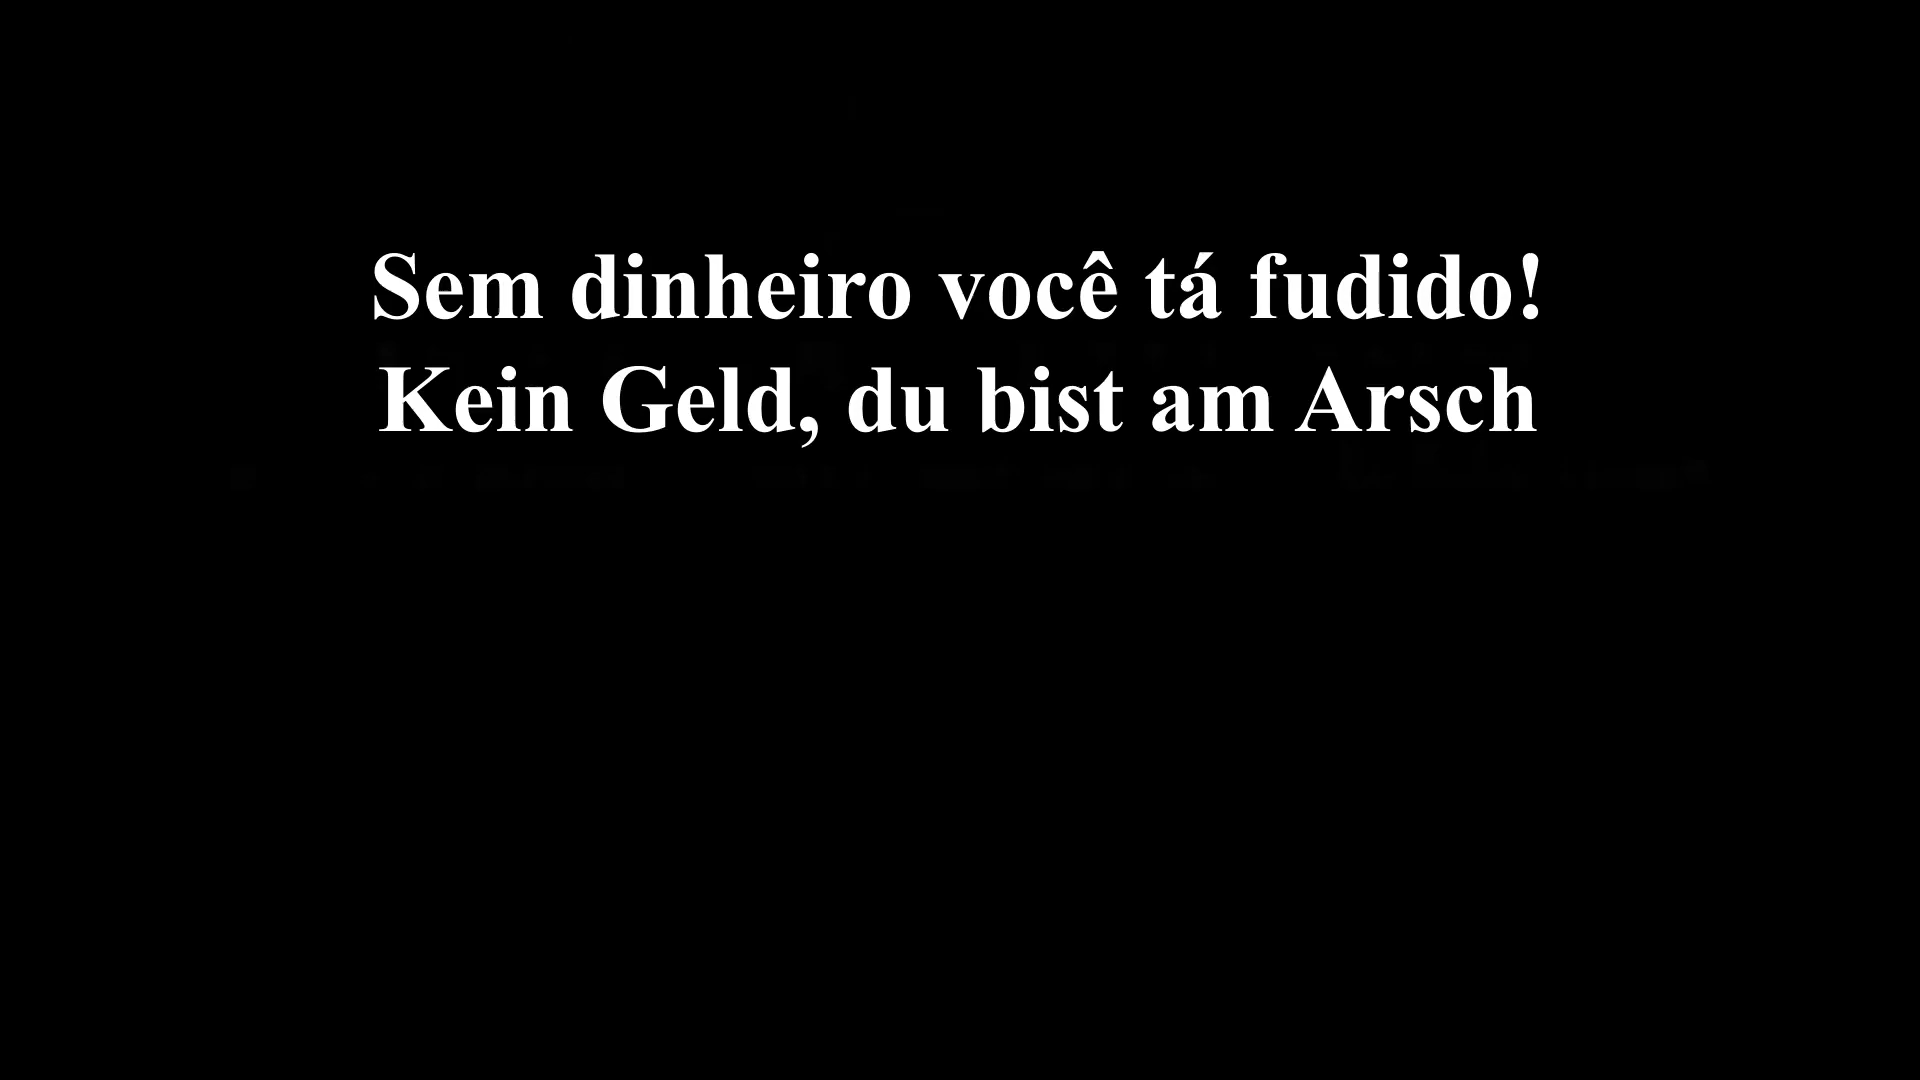 Sem dinheiro você tá fudido!
Kein Geld, du bist am Arsch